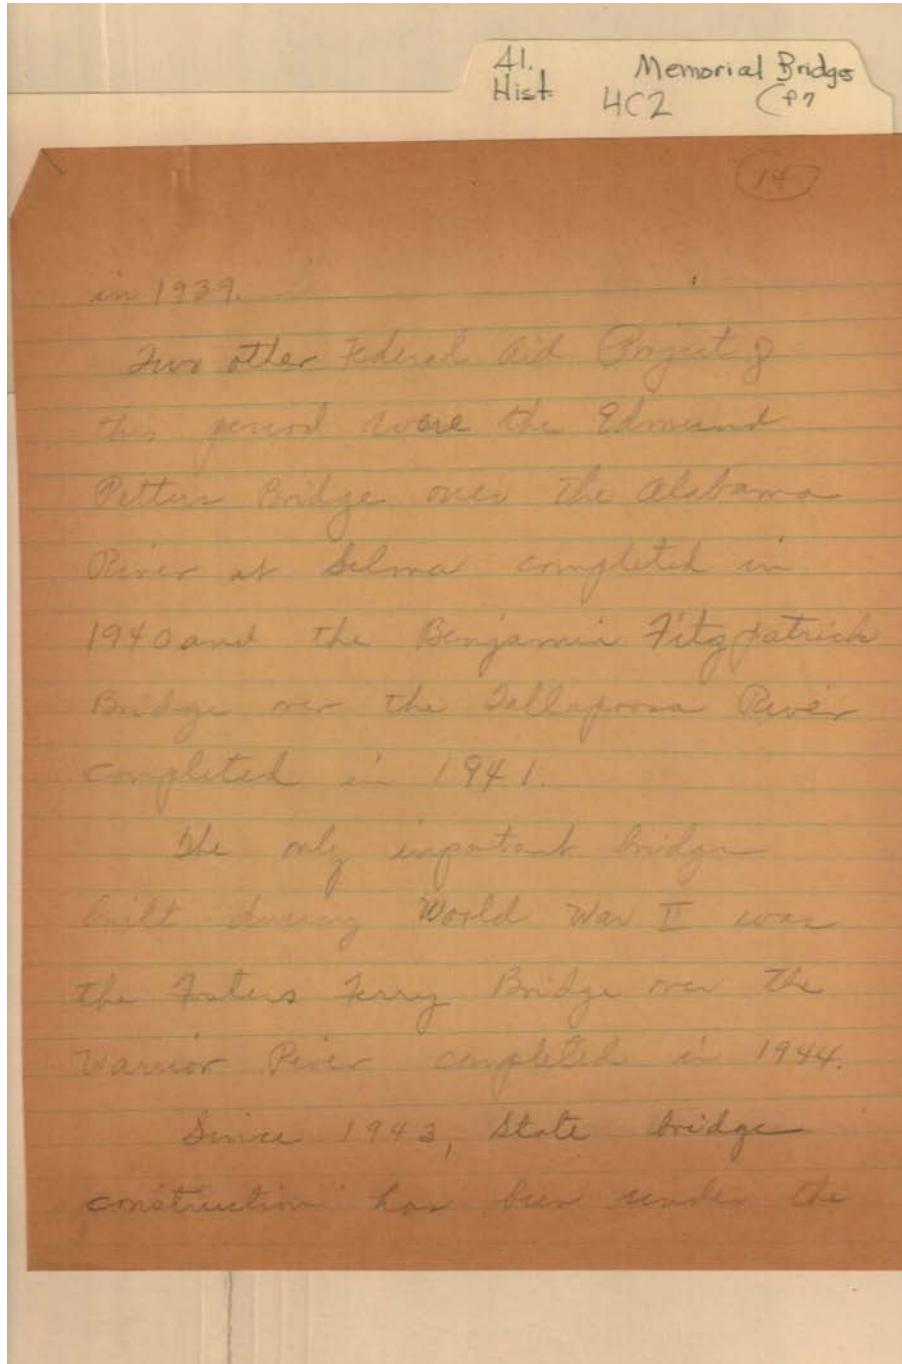 41. Memorial Bridges
Hist. 4C2 (P7
14
in 1939.
Two other Federal Aid Project of
this period were the Edmund
Pettus Bridge over the Alabama
River at Selma completed in
1940 and the Benjamin Fitzpatrick
Bridge over the Tallapoosa River
completed in 1941.
The only important bridge
built during World War II was
the Fosters Ferry Bridge over the
Warrior River completed in 1944.
Since 1943, State bridge
construction has been under the